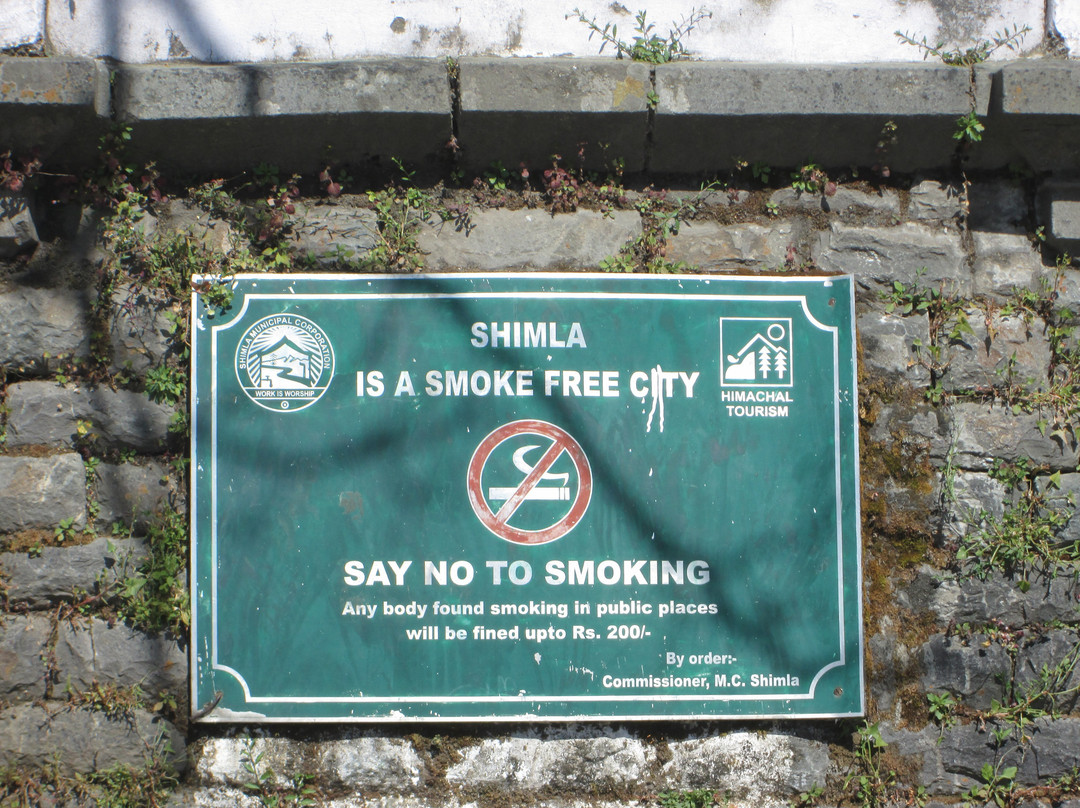 SHIMLA
IS A SMOKE FREE CITY
SHIMLA MUNICIPAL CORPORATION
WORK IS WORSHIP
HIMACHAL
TOURISM
SAY NO TO SMOKING
Any body found smoking in public places
will be fined upto Rs. 200/-
By order:-
Commissioner, M.C. Shimla